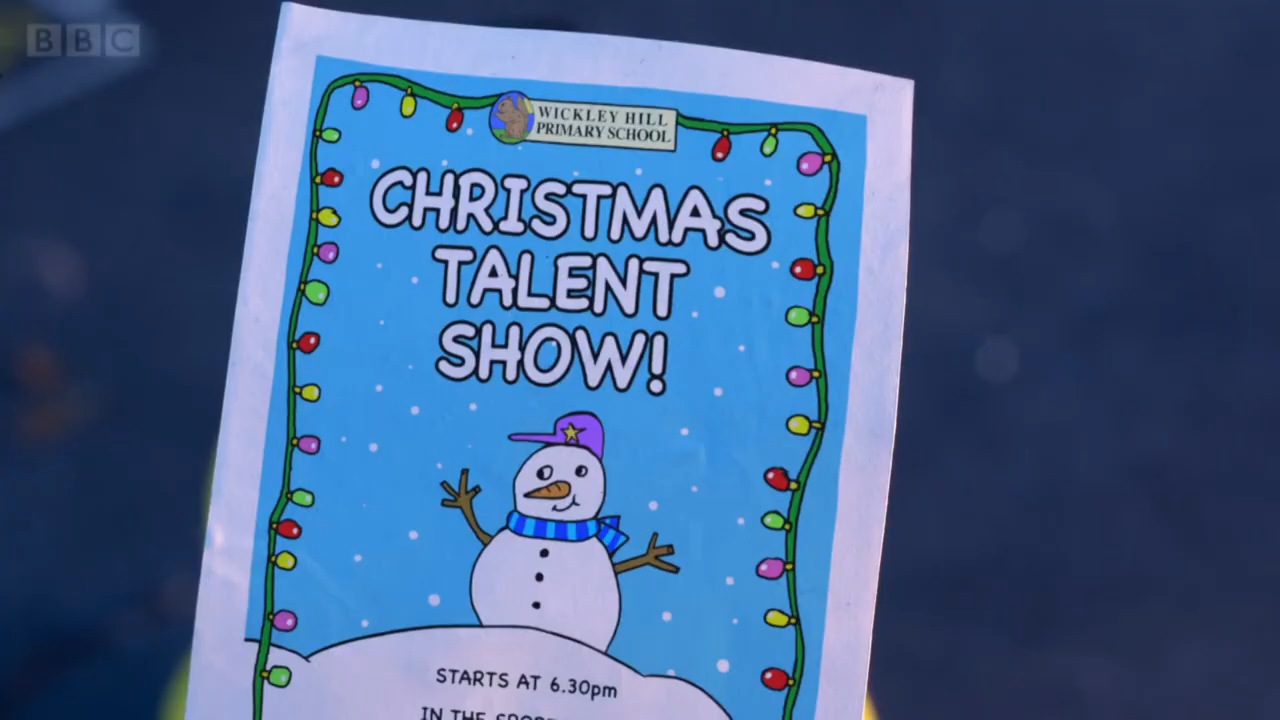 BBC
WICKLEY HILL
PRIMARY SCHOOL
CHRISTMAS
TALENT
SHOW!
STARTS AT 6.30pm
IN THE